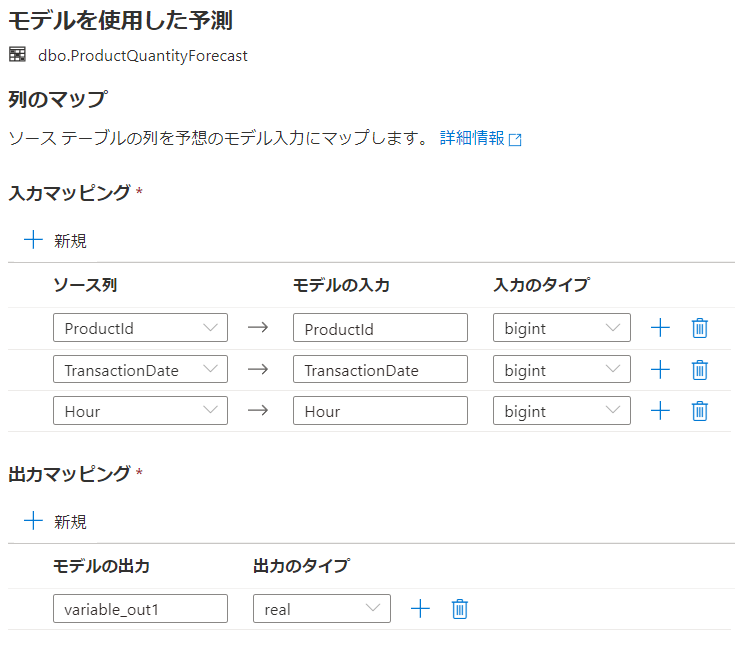 モデルを使用した予測
dbo.ProductQuantityForecast
列のマップ
ソース テーブルの列を予想のモデル入力にマップします。 詳細情報
入力マッピング *
新規
ソース列 モデルの入力 入力のタイプ
ProductId ProductId bigint
TransactionDate TransactionDate bigint
Hour Hour bigint
出力マッピング *
新規
モデルの出力 出力のタイプ
variable_out1 real